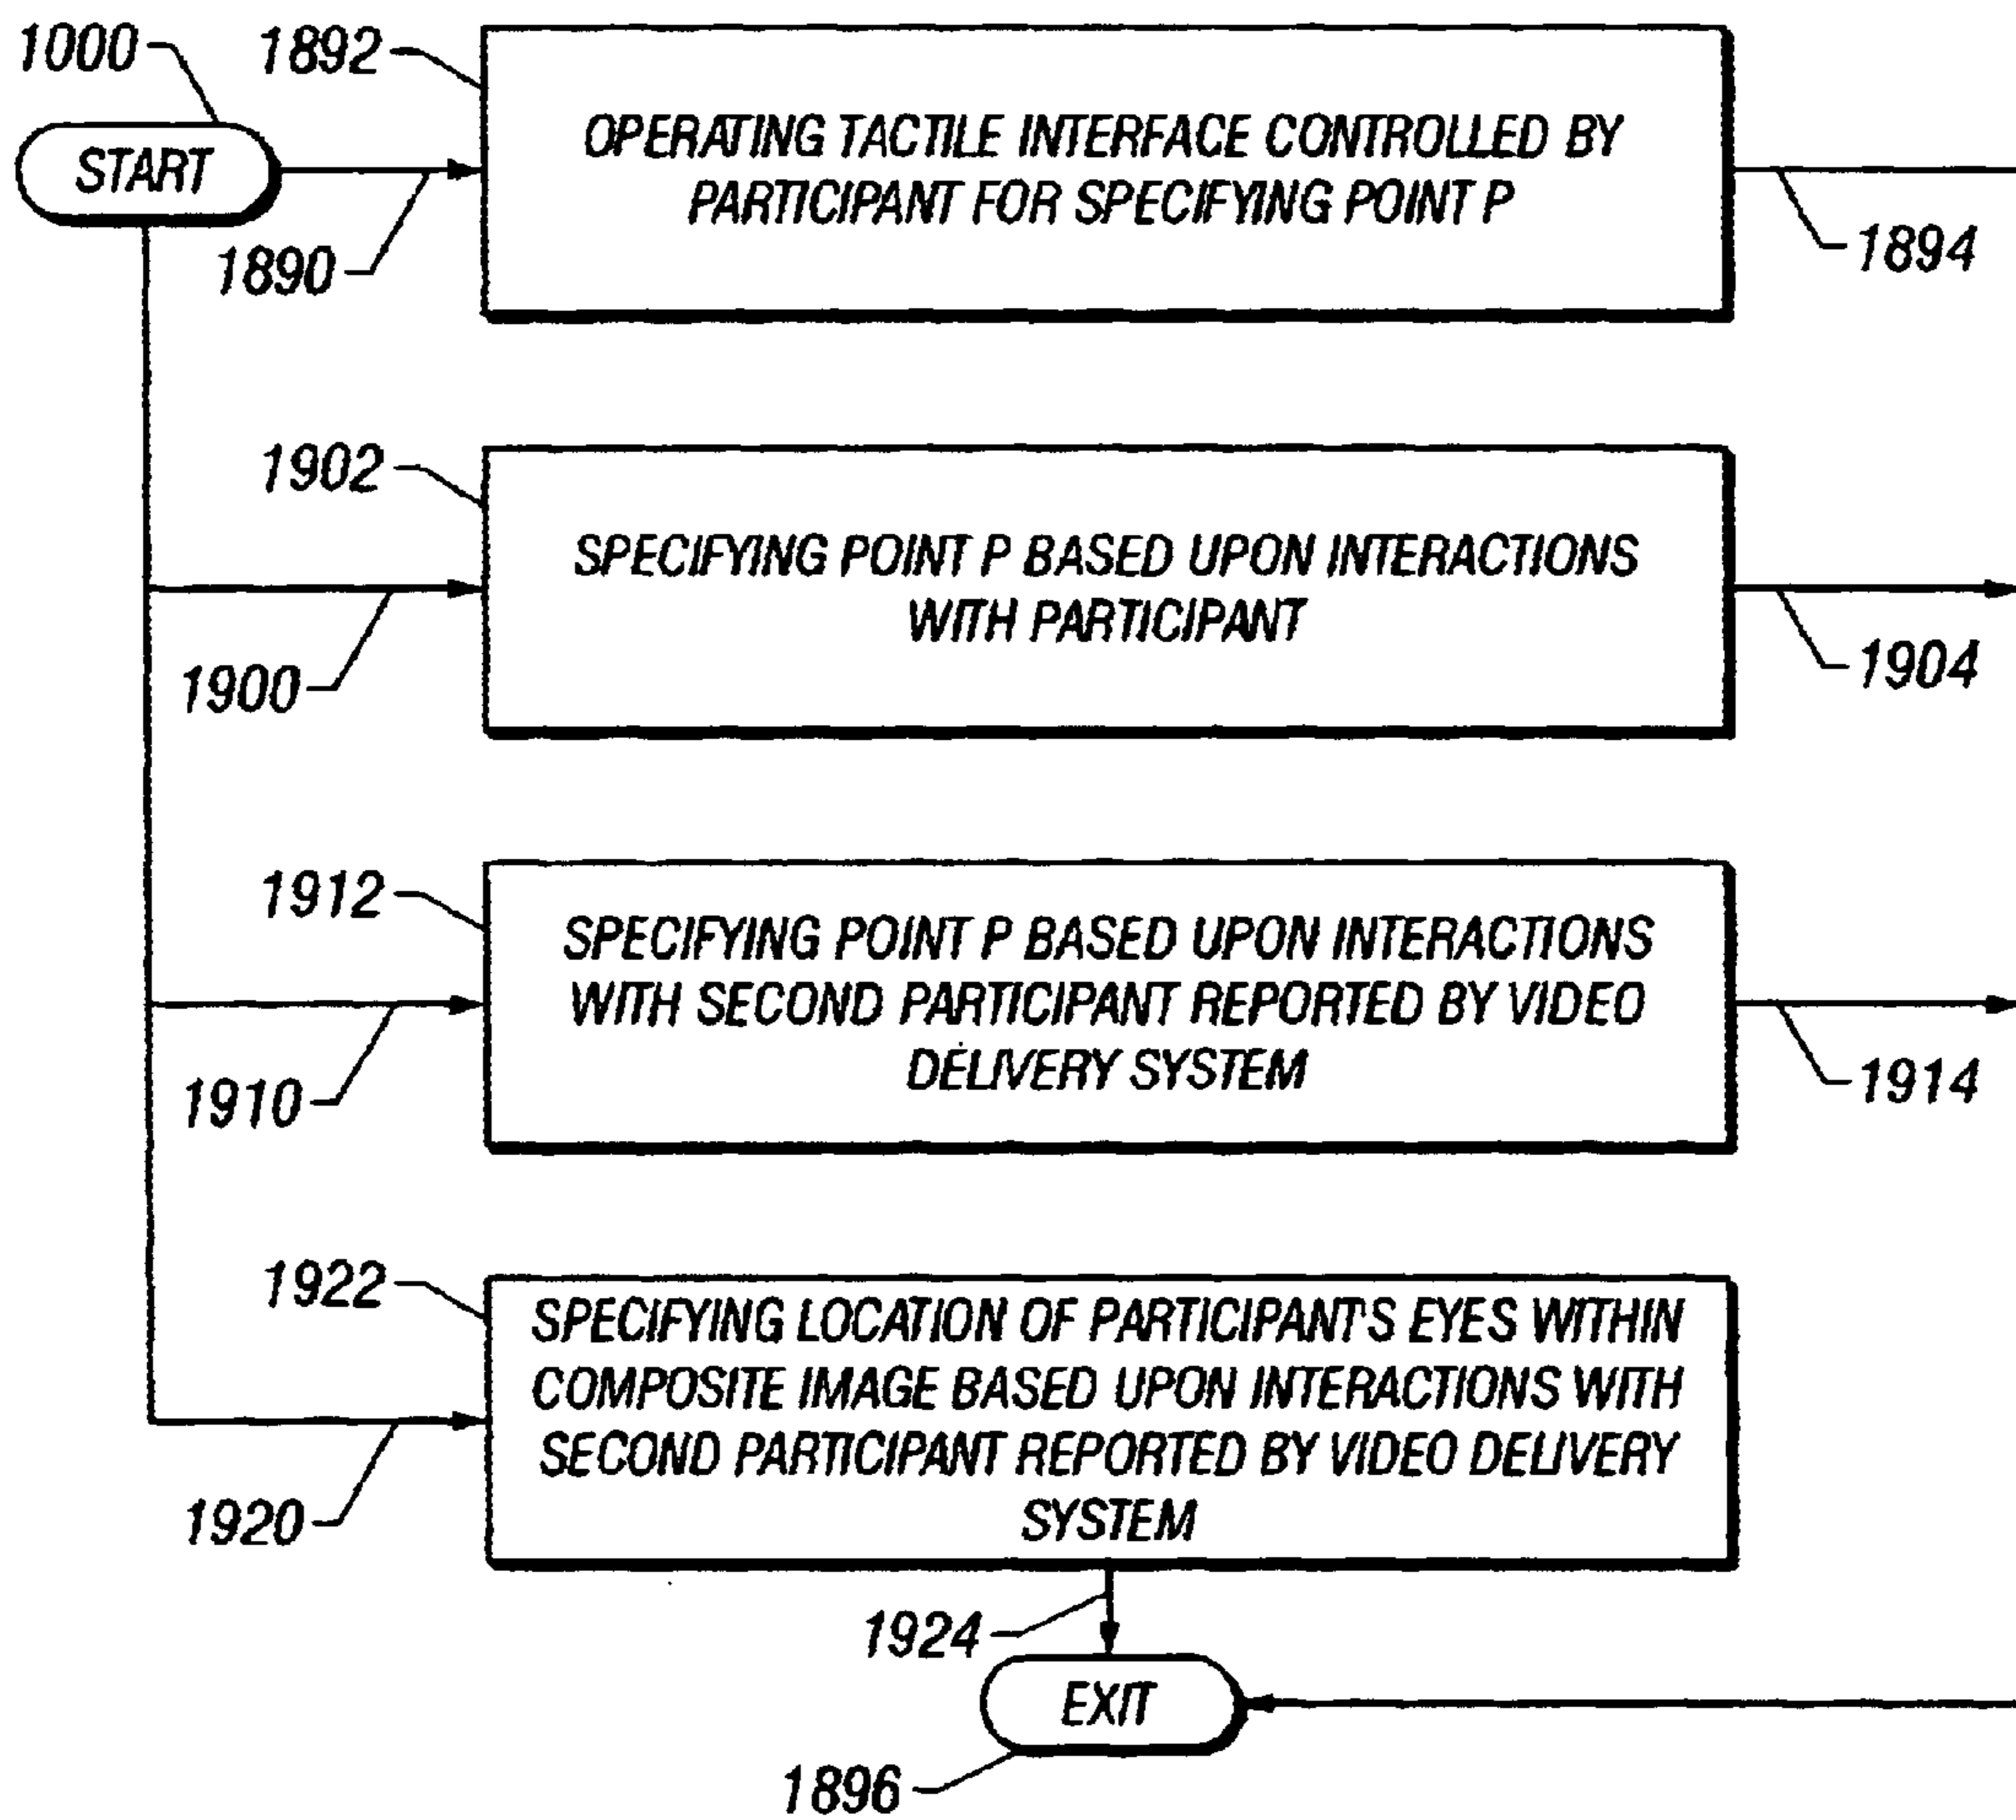 1000
1892
START
1890
OPERATING TACTILE INTERFACE CONTROLLED BY
PARTICIPANT FOR SPECIFYING POINT P
1894
1902
1900
SPECIFYING POINT P BASED UPON INTERACTIONS
WITH PARTICIPANT
1904
1912
1910
SPECIFYING POINT P BASED UPON INTERACTIONS
WITH SECOND PARTICIPANT REPORTED BY VIDEO
DELIVERY SYSTEM
1914
1922
1920
SPECIFYING LOCATION OF PARTICIPANT'S EYES WITHIN
COMPOSITE IMAGE BASED UPON INTERACTIONS WITH
SECOND PARTICIPANT REPORTED BY VIDEO DELIVERY
SYSTEM
1924
EXIT
1896